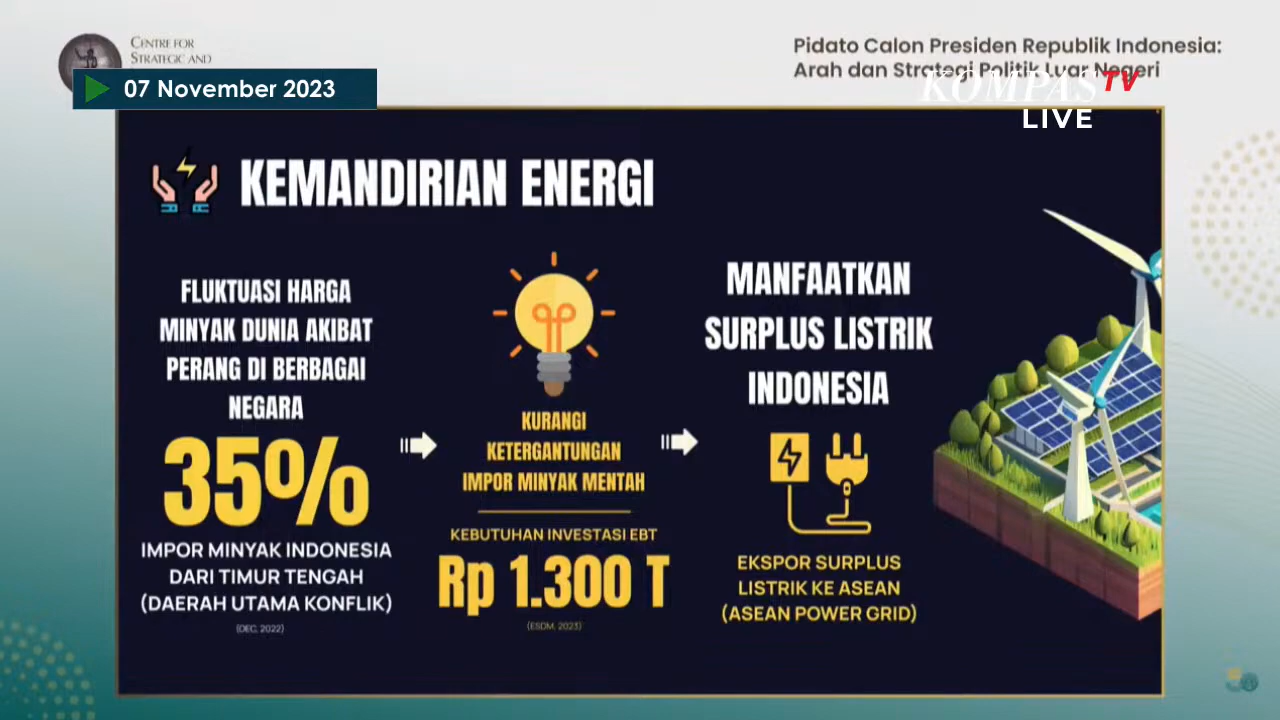 CENTRE FOR
STRATEGIC AND
Pidato Calon Presiden Republik Indonesia:
Arah dan Strategi Politik Luar Negeri
07 November 2023
KOMPAS TV
LIVE
KEMANDIRIAN ENERGI
FLUKTUASI HARGA
MINYAK DUNIA AKIBAT
PERANG DI BERBAGAI
NEGARA
35%
IMPOR MINYAK INDONESIA
DARI TIMUR TENGAH
(DAERAH UTAMA KONFLIK)
(DEC, 2022)
KURANGI
KETERGANTUNGAN
IMPOR MINYAK MENTAH
KEBUTUHAN INVESTASI EBT
Rp 1.300 T
(ESDM, 2023)
MANFAATKAN
SURPLUS LISTRIK
INDONESIA
EKSPOR SURPLUS
LISTRIK KE ASEAN
(ASEAN POWER GRID)